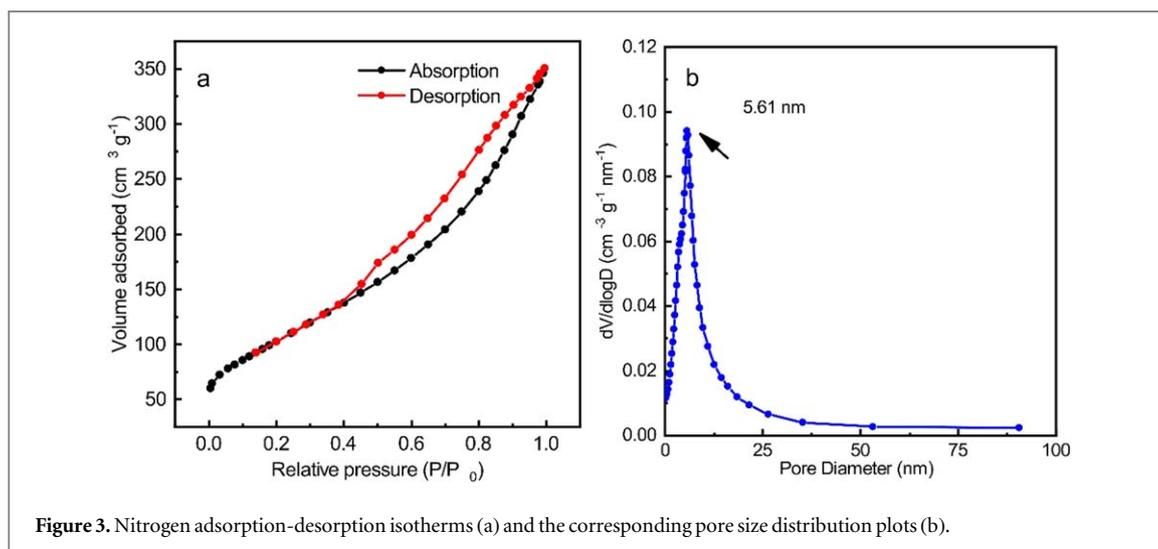 a
Absorption
Desorption
350
300
250
200
150
100
50
Volume adsorbed (cm ³ g⁻¹)
0.0 0.2 0.4 0.6 0.8 1.0
Relative pressure (P/P ₀)
b
5.61 nm
0.12
0.10
0.08
0.06
0.04
0.02
0.00
dV/dlogD (cm⁻³ g⁻¹ nm⁻¹)
0 25 50 75 100
Pore Diameter (nm)
Figure 3. Nitrogen adsorption-desorption isotherms (a) and the corresponding pore size distribution plots (b).